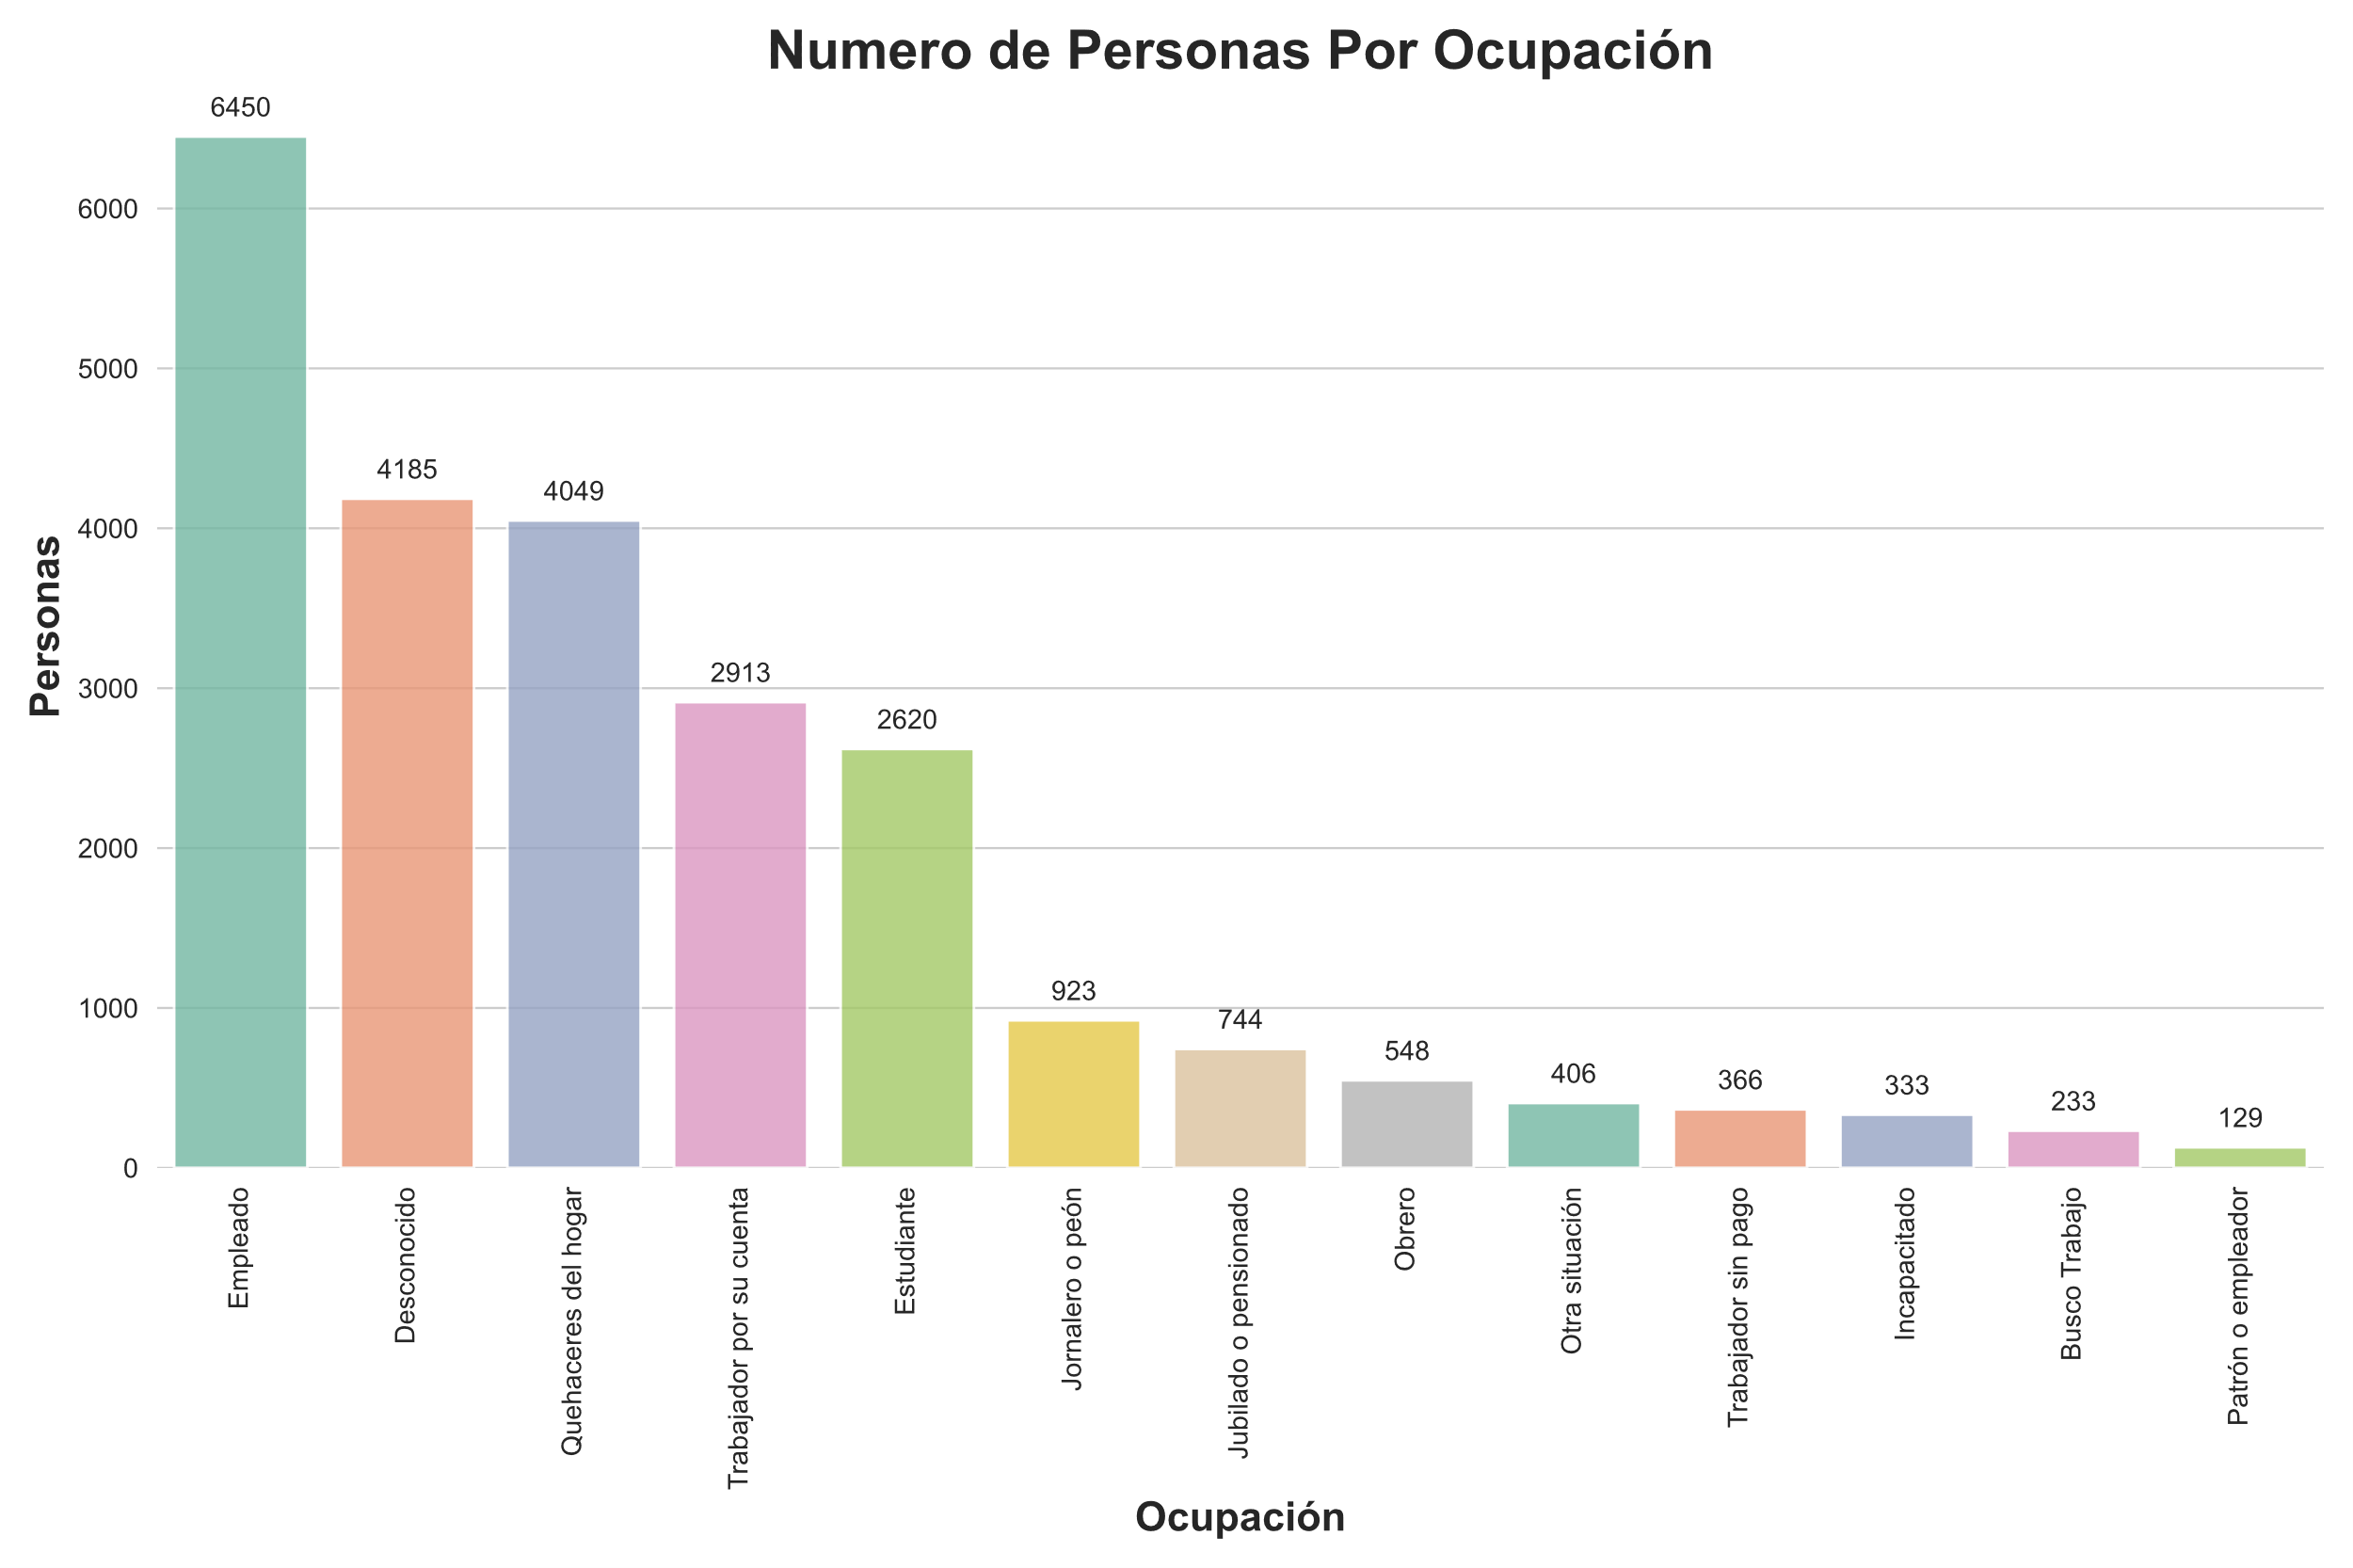 Numero de Personas Por Ocupación
Personas
6000
5000
4000
3000
2000
1000
0
6450
4185
4049
2913
2620
923
744
548
406
366
333
233
129
Empleado
Desconocido
Quehaceres del hogar
Trabajador por su cuenta
Estudiante
Jornalero o peón
Jubilado o pensionado
Obrero
Otra situación
Trabajador sin pago
Incapacitado
Busco Trabajo
Patrón o empleador
Ocupación